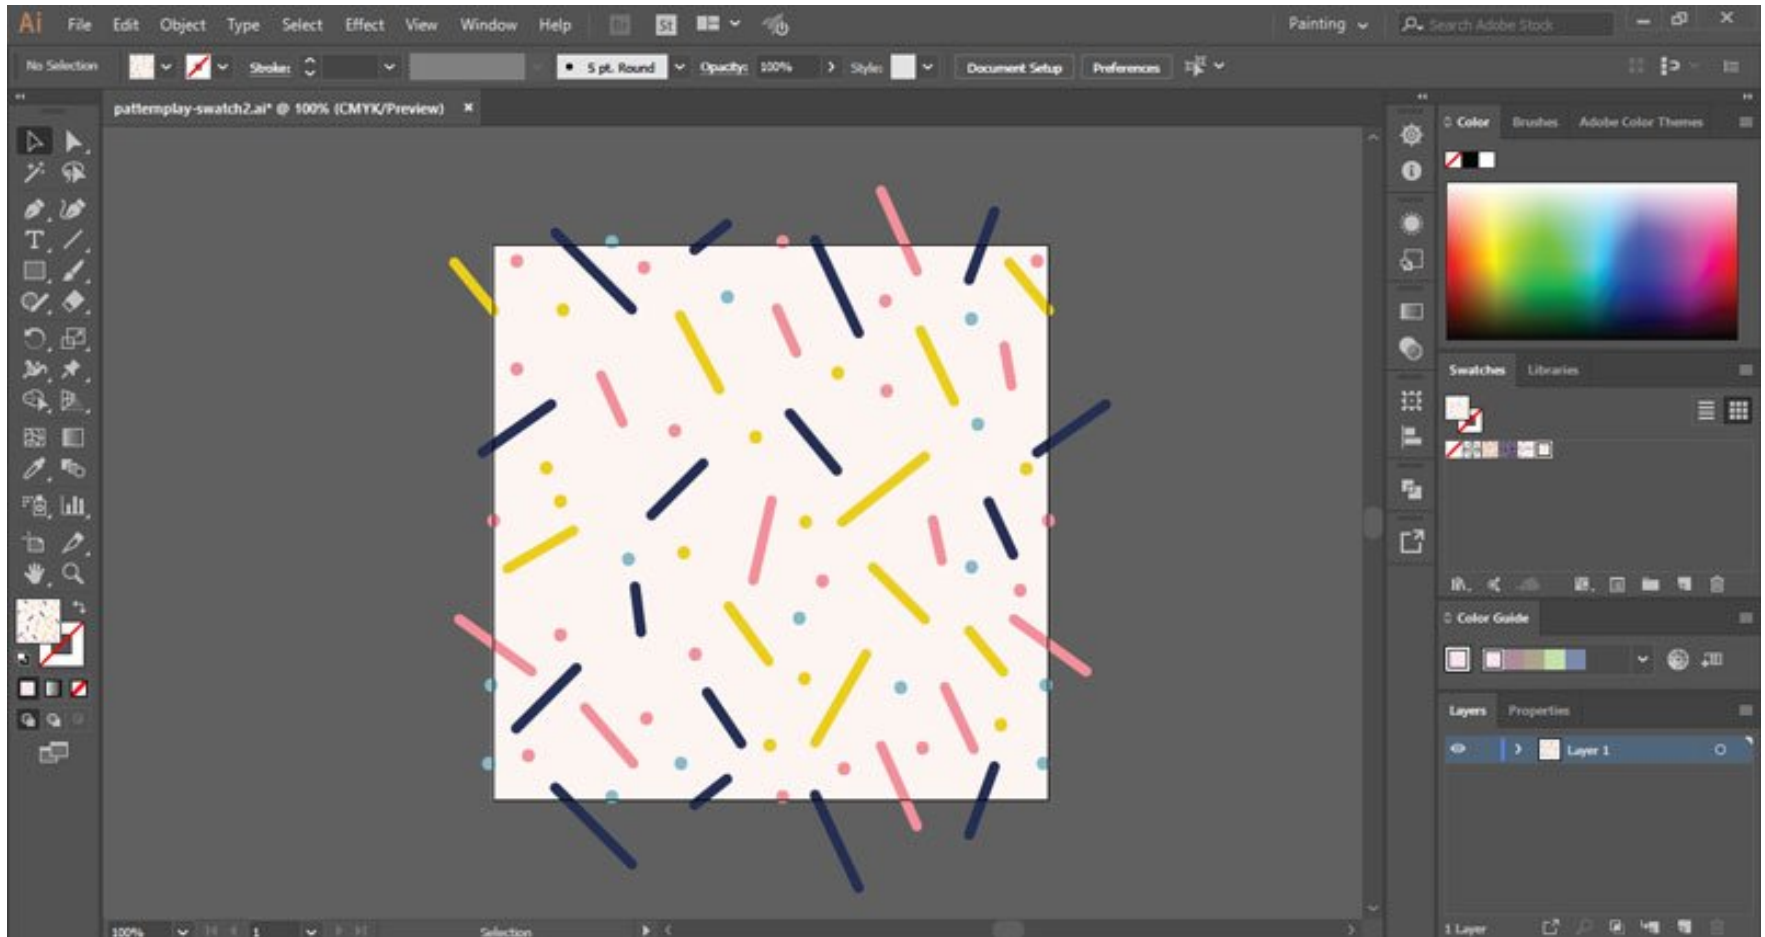 Ai File Edit Object Type Select Effect View Window Help St Painting Search Adobe Stock
No Selection Stroke: 5 pt. Round Opacity: 100% Style: Document Setup Preferences
patternplay-swatch2.ai* @ 100% (CMYK/Preview)
Color Brushes Adobe Color Themes
Swatches Libraries
Color Guide
Layers Properties
Layer 1
100% 1 Selection
1 Layer